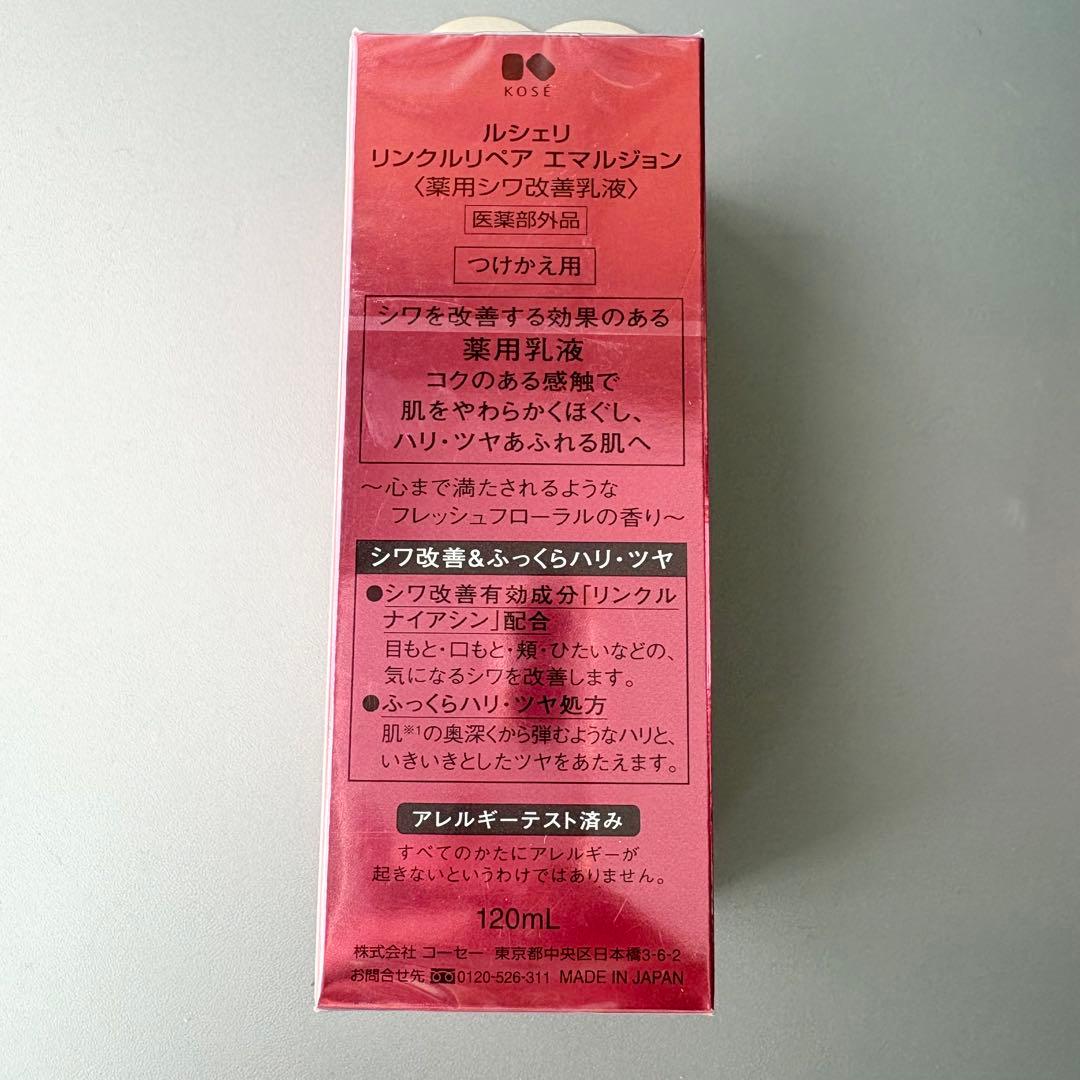 KOSÉ
ルシェリ
リンクルリペア エマルジョン
〈薬用シワ改善乳液〉
医薬部外品
つけかえ用
シワを改善する効果のある
薬用乳液
コクのある感触で
肌をやわらかくほぐし、
ハリ・ツヤあふれる肌へ
〜心まで満たされるような
フレッシュフローラルの香り〜
シワ改善&ふっくらハリ・ツヤ
●シワ改善有効成分「リンクル
ナイアシン」配合
目もと・口もと・頬・ひたいなどの、
気になるシワを改善します。
●ふっくらハリ・ツヤ処方
肌※1の奥深くから弾むようなハリと、
いきいきとしたツヤをあたえます。
アレルギーテスト済み
すべてのかたにアレルギーが
起きないというわけではありません。
120mL
株式会社 コーセー 東京都中央区日本橋3-6-2
お問合せ先 0120-526-311 MADE IN JAPAN